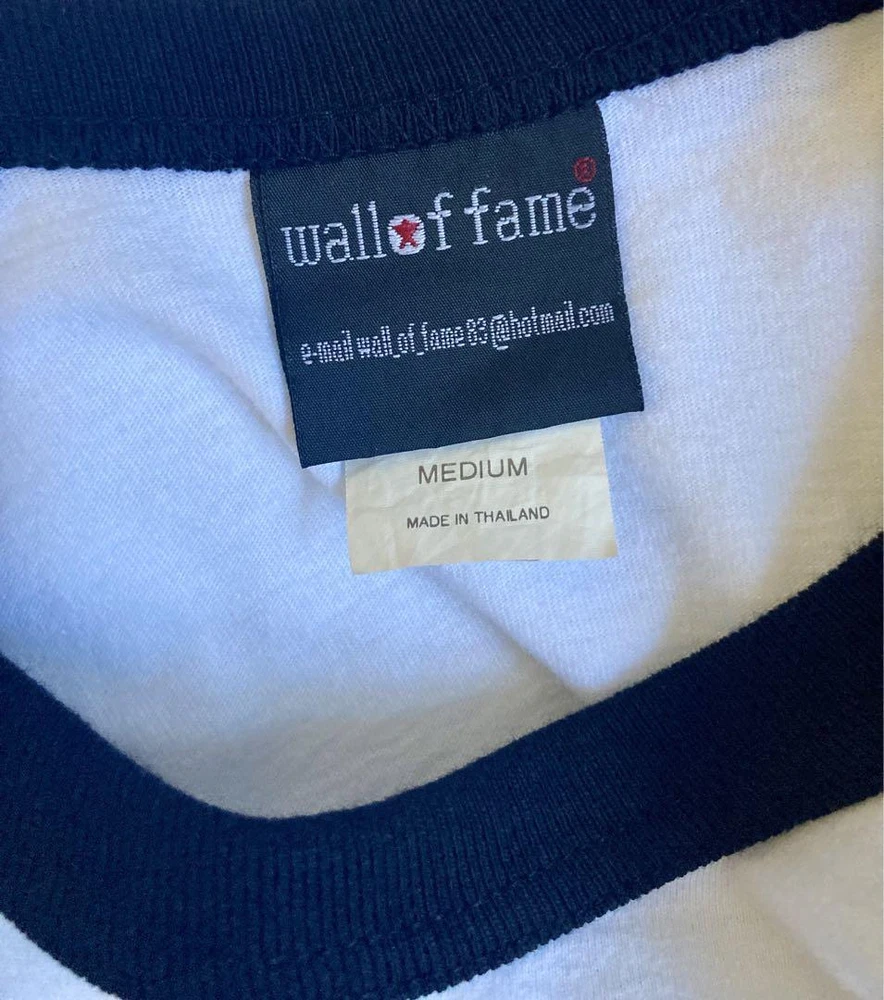 wall of fame ®
e-mail wall_of_fame83@hotmail.com
MEDIUM
MADE IN THAILAND